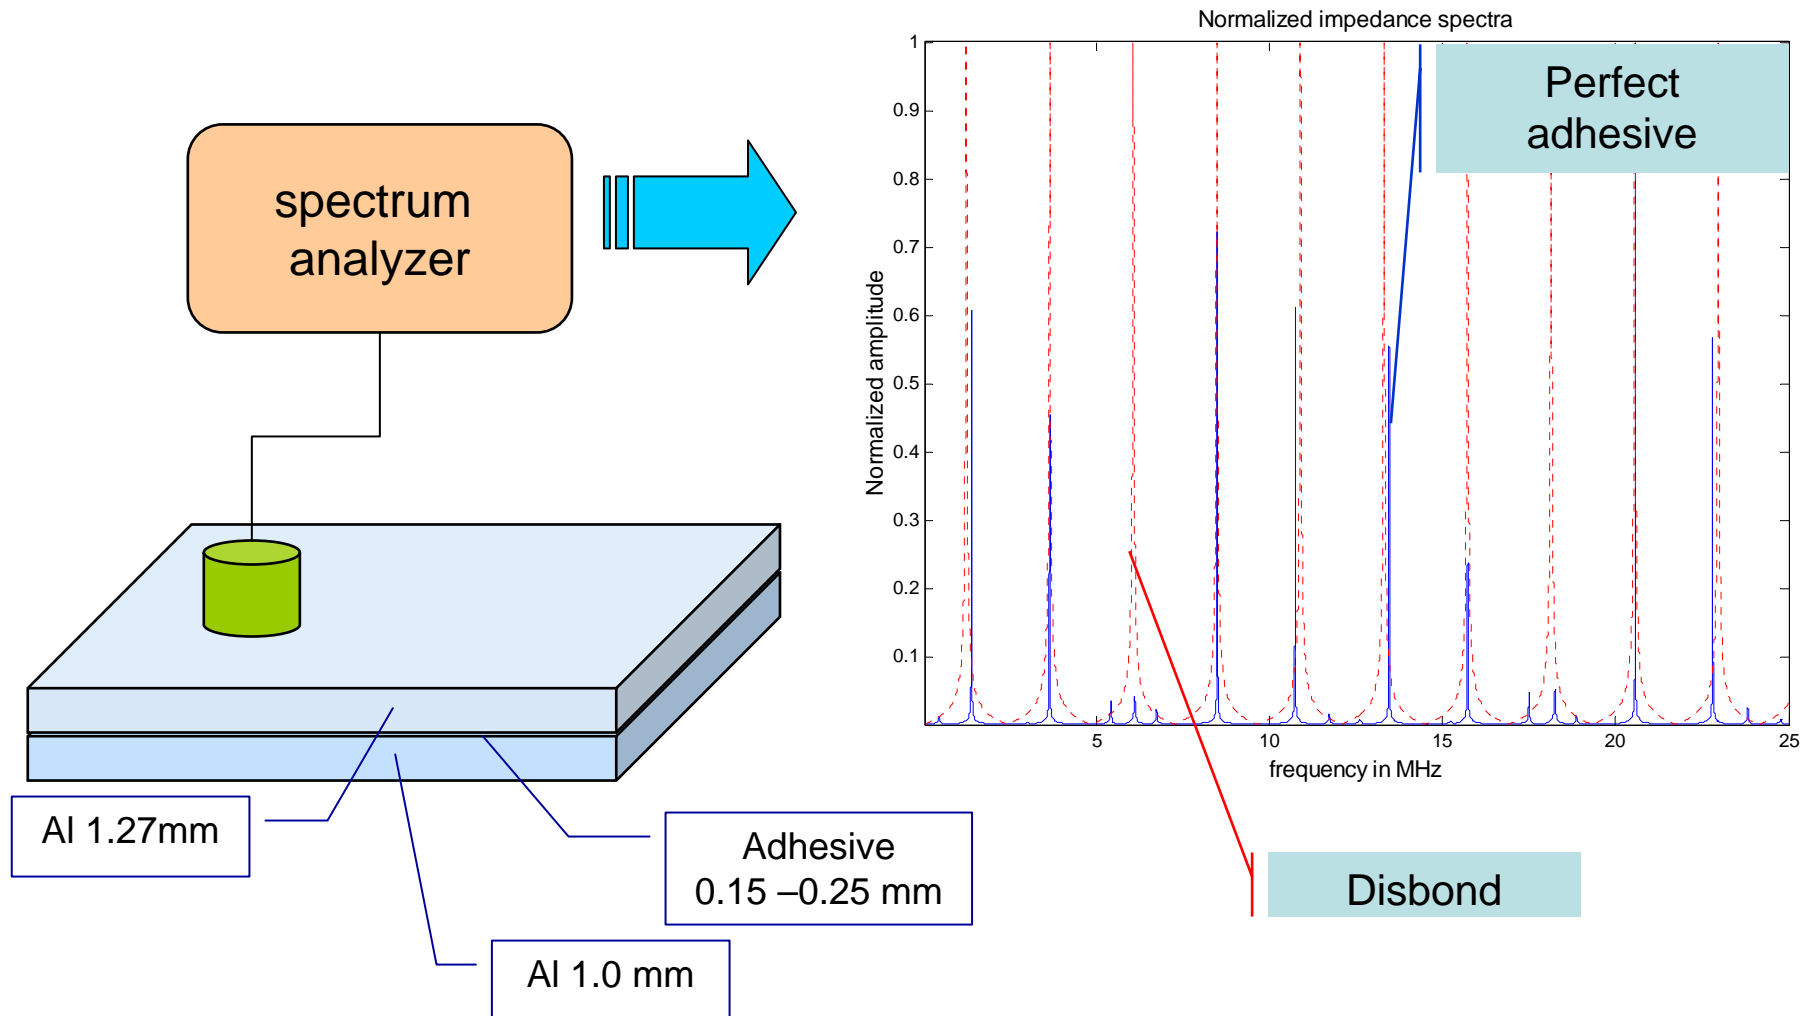 Normalized impedance spectra
1
0.9
0.8
0.7
0.6
0.5
0.4
0.3
0.2
0.1
Normalized amplitude
5
10
15
20
25
frequency in MHz
Perfect
adhesive
Disbond
spectrum
analyzer
Al 1.27mm
Adhesive
0.15 –0.25 mm
Al 1.0 mm